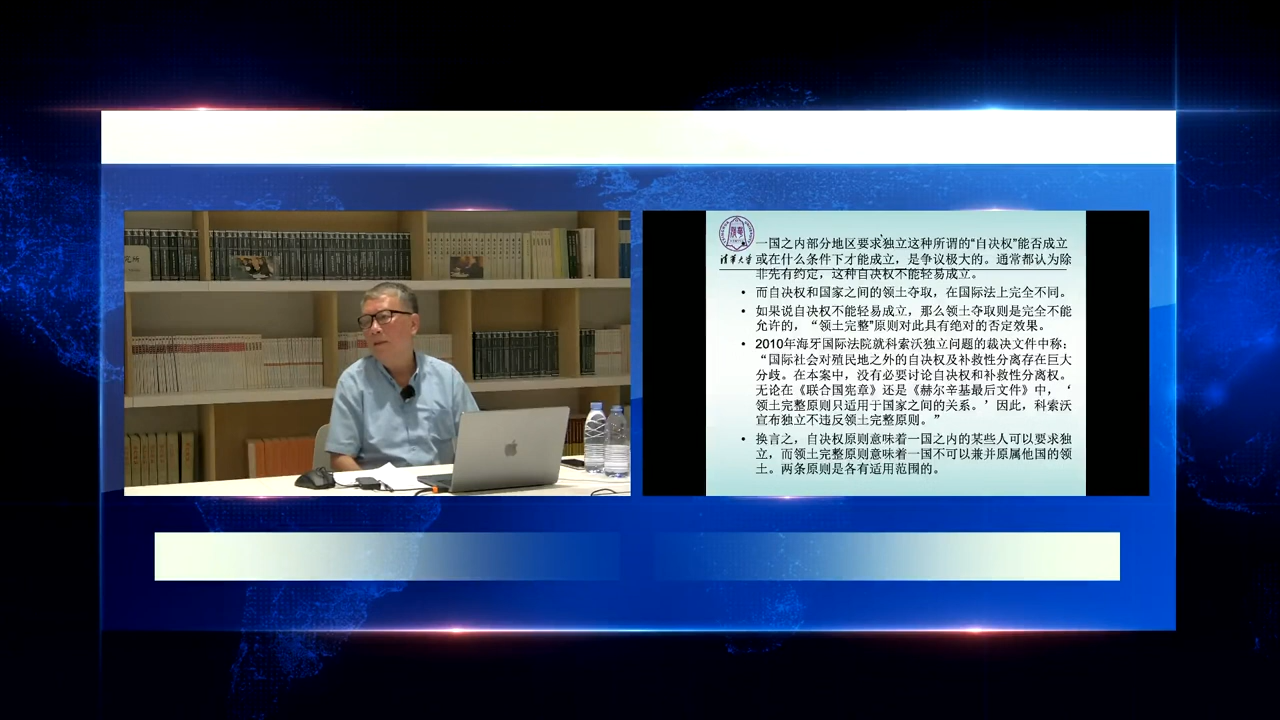 究所
清华大学
一国之内部分地区要求独立这种所谓的“自决权”能否成立
或在什么条件下才能成立，是争议极大的。通常都认为除
非先有约定，这种自决权不能轻易成立。
• 而自决权和国家之间的领土夺取，在国际法上完全不同。
• 如果说自决权不能轻易成立，那么领土夺取则是完全不能
允许的，“领土完整”原则对此具有绝对的否定效果。
• 2010年海牙国际法院就科索沃独立问题的裁决文件中称：
“国际社会对殖民地之外的自决权及补救性分离存在巨大
分歧。在本案中，没有必要讨论自决权和补救性分离权。
无论在《联合国宪章》还是《赫尔辛基最后文件》中，‘
领土完整原则只适用于国家之间的关系。’因此，科索沃
宣布独立不违反领土完整原则。”
• 换言之，自决权原则意味着一国之内的某些人可以要求独
立，而领土完整原则意味着一国不可以兼并原属他国的领
土。两条原则是各有适用范围的。